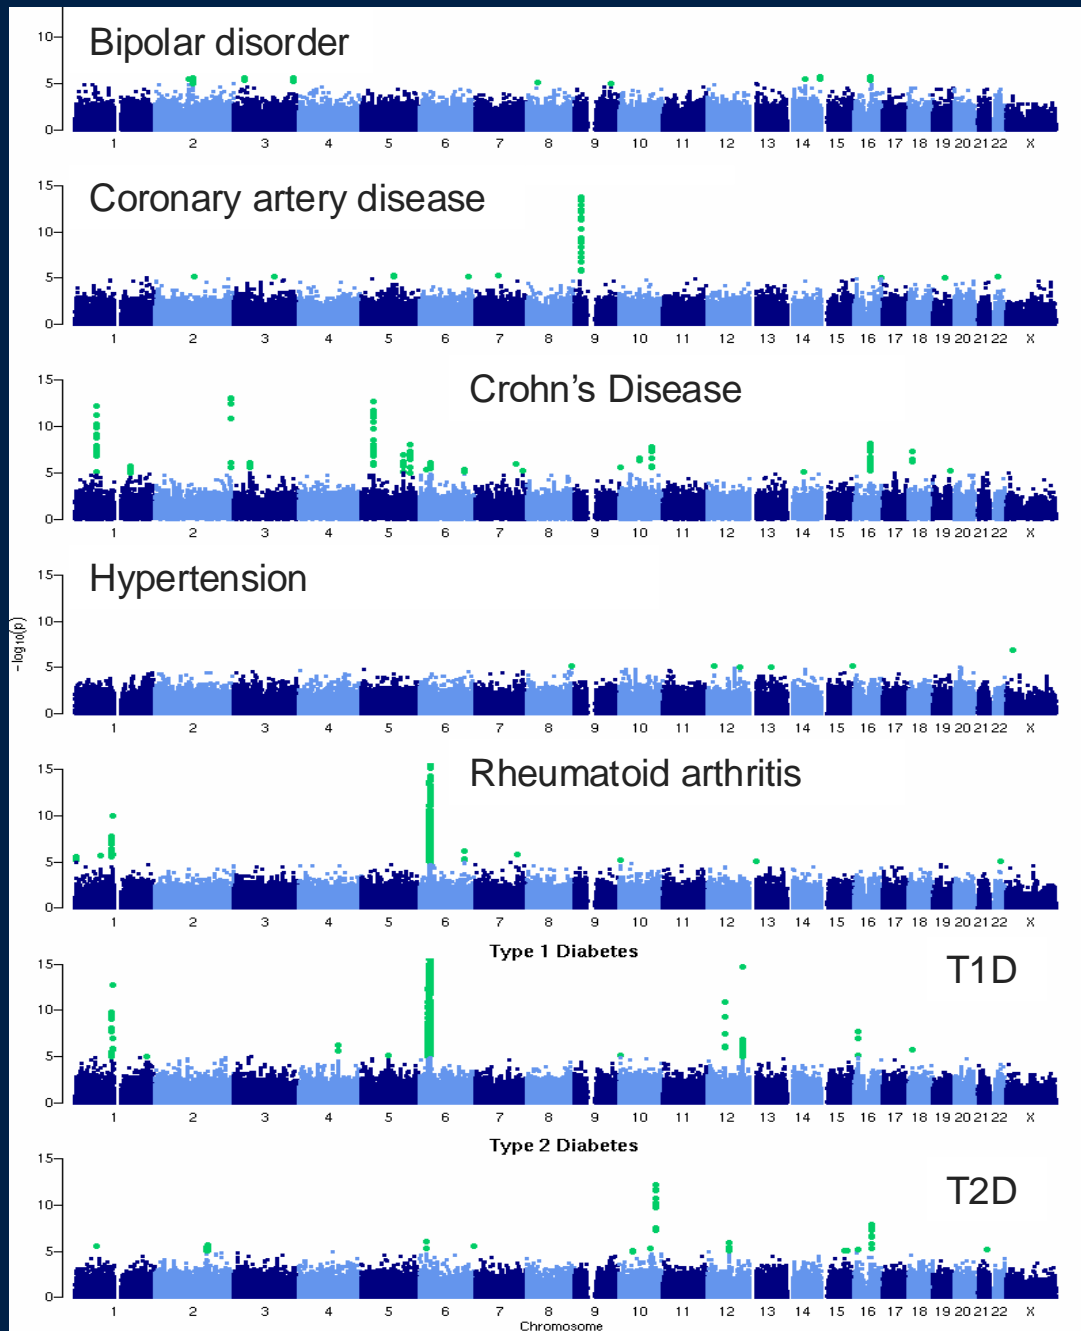 Bipolar disorder
10
5
0
1 2 3 4 5 6 7 8 9 10 11 12 13 14 15 16 17 18 19 20 21 22 X
Coronary artery disease
15
10
5
0
1 2 3 4 5 6 7 8 9 10 11 12 13 14 15 16 17 18 19 20 21 22 X
Crohn’s Disease
15
10
5
0
1 2 3 4 5 6 7 8 9 10 11 12 13 14 15 16 17 18 19 20 21 22 X
Hypertension
15
10
5
0
-log10(p)
1 2 3 4 5 6 7 8 9 10 11 12 13 14 15 16 17 18 19 20 21 22 X
Rheumatoid arthritis
15
10
5
0
1 2 3 4 5 6 7 8 9 10 11 12 13 14 15 16 17 18 19 20 21 22 X
Type 1 Diabetes
T1D
15
10
5
0
1 2 3 4 5 6 7 8 9 10 11 12 13 14 15 16 17 18 19 20 21 22 X
Type 2 Diabetes
T2D
15
10
5
0
1 2 3 4 5 6 7 8 9 10 11 12 13 14 15 16 17 18 19 20 21 22 X
Chromosome